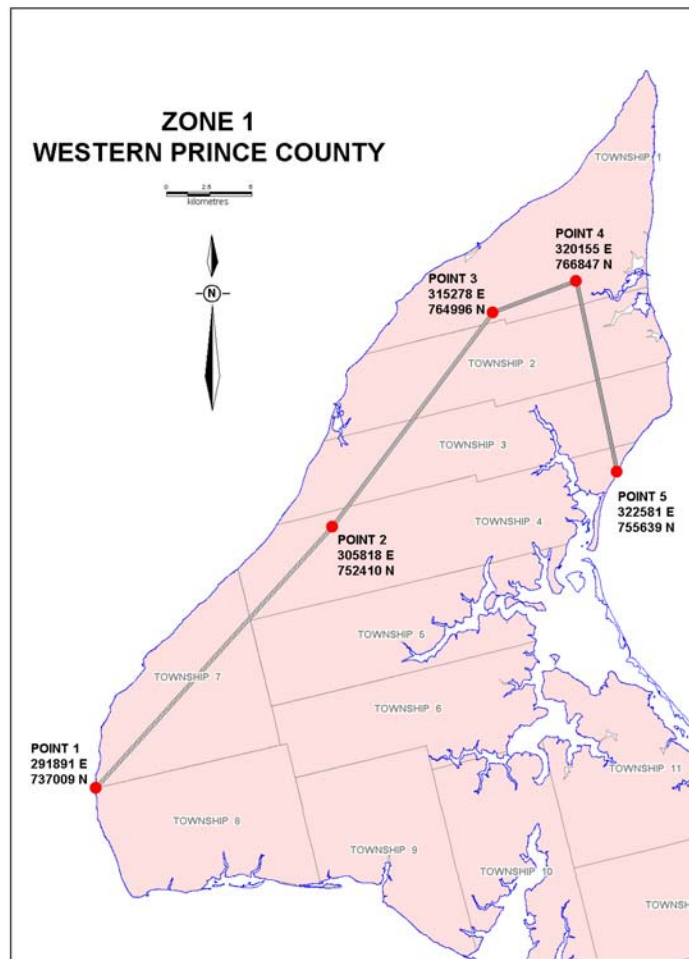 ZONE 1
WESTERN PRINCE COUNTY
0 2.5 5
kilometres
N
TOWNSHIP 1
POINT 4
320155 E
766847 N
POINT 3
315278 E
764996 N
TOWNSHIP 2
TOWNSHIP 3
POINT 5
322581 E
755639 N
TOWNSHIP 4
POINT 2
305818 E
752410 N
TOWNSHIP 5
TOWNSHIP 7
TOWNSHIP 6
POINT 1
291891 E
737009 N
TOWNSHIP 11
TOWNSHIP 8
TOWNSHIP 9
TOWNSHIP 10
TOWNSH